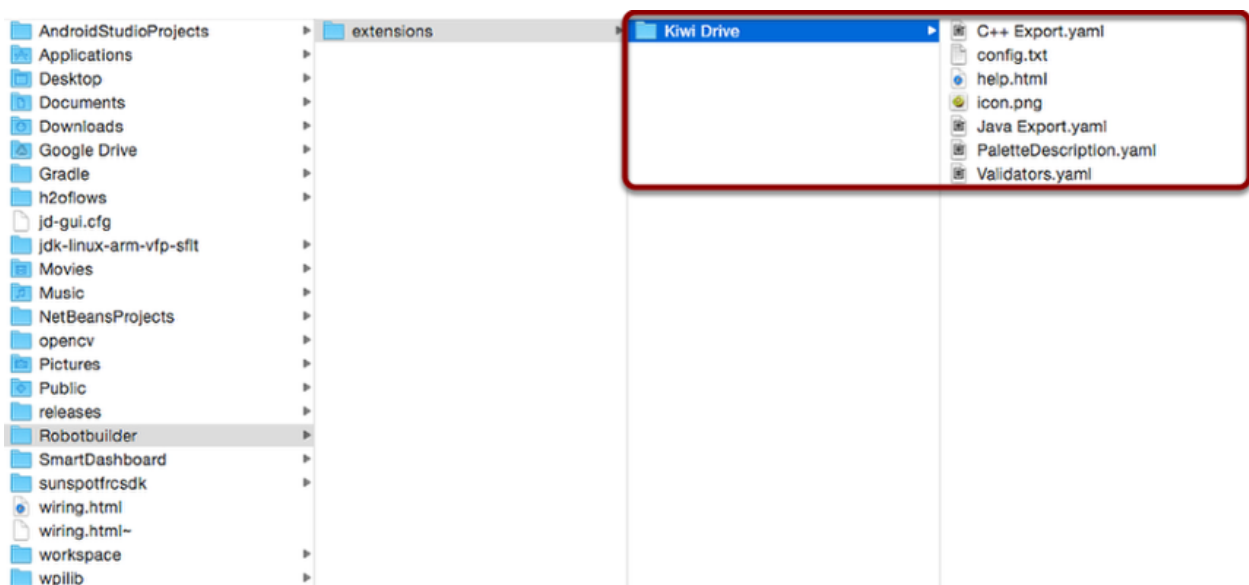 AndroidStudioProjects
Applications
Desktop
Documents
Downloads
Google Drive
Gradle
h2oflows
jd-gui.cfg
jdk-linux-arm-vfp-sflt
Movies
Music
NetBeansProjects
opencv
Pictures
Public
releases
Robotbuilder
SmartDashboard
sunspotfrcsdk
wiring.html
wiring.html~
workspace
wpilib
extensions
Kiwi Drive
C++ Export.yaml
config.txt
help.html
icon.png
Java Export.yaml
PaletteDescription.yaml
Validators.yaml